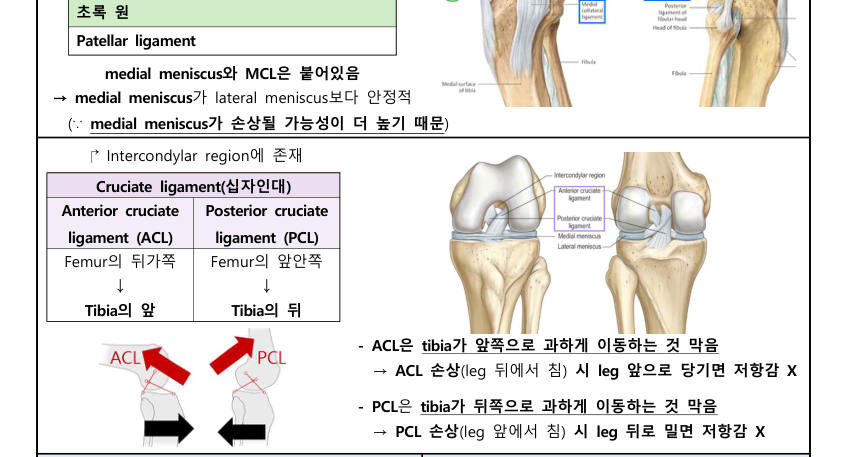 초록 원
Patellar ligament
medial meniscus와 MCL은 붙어있음
→ medial meniscus가 lateral meniscus보다 안정적
(∵ medial meniscus가 손상될 가능성이 더 높기 때문)
Medial
collateral
ligament
Fibula
Medial surface
of tibia
Posterior
ligament of
fibular head
Head of fibula
Fibula
↱ Intercondylar region에 존재
Cruciate ligament(십자인대)
Anterior cruciate
ligament (ACL)
Posterior cruciate
ligament (PCL)
Femur의 뒤가쪽
↓
Tibia의 앞
Femur의 앞안쪽
↓
Tibia의 뒤
Intercondylar region
Anterior cruciate
ligament
Posterior cruciate
ligament
Medial meniscus
Lateral meniscus
ACL
PCL
- ACL은 tibia가 앞쪽으로 과하게 이동하는 것 막음
→ ACL 손상(leg 뒤에서 침) 시 leg 앞으로 당기면 저항감 X
- PCL은 tibia가 뒤쪽으로 과하게 이동하는 것 막음
→ PCL 손상(leg 앞에서 침) 시 leg 뒤로 밀면 저항감 X